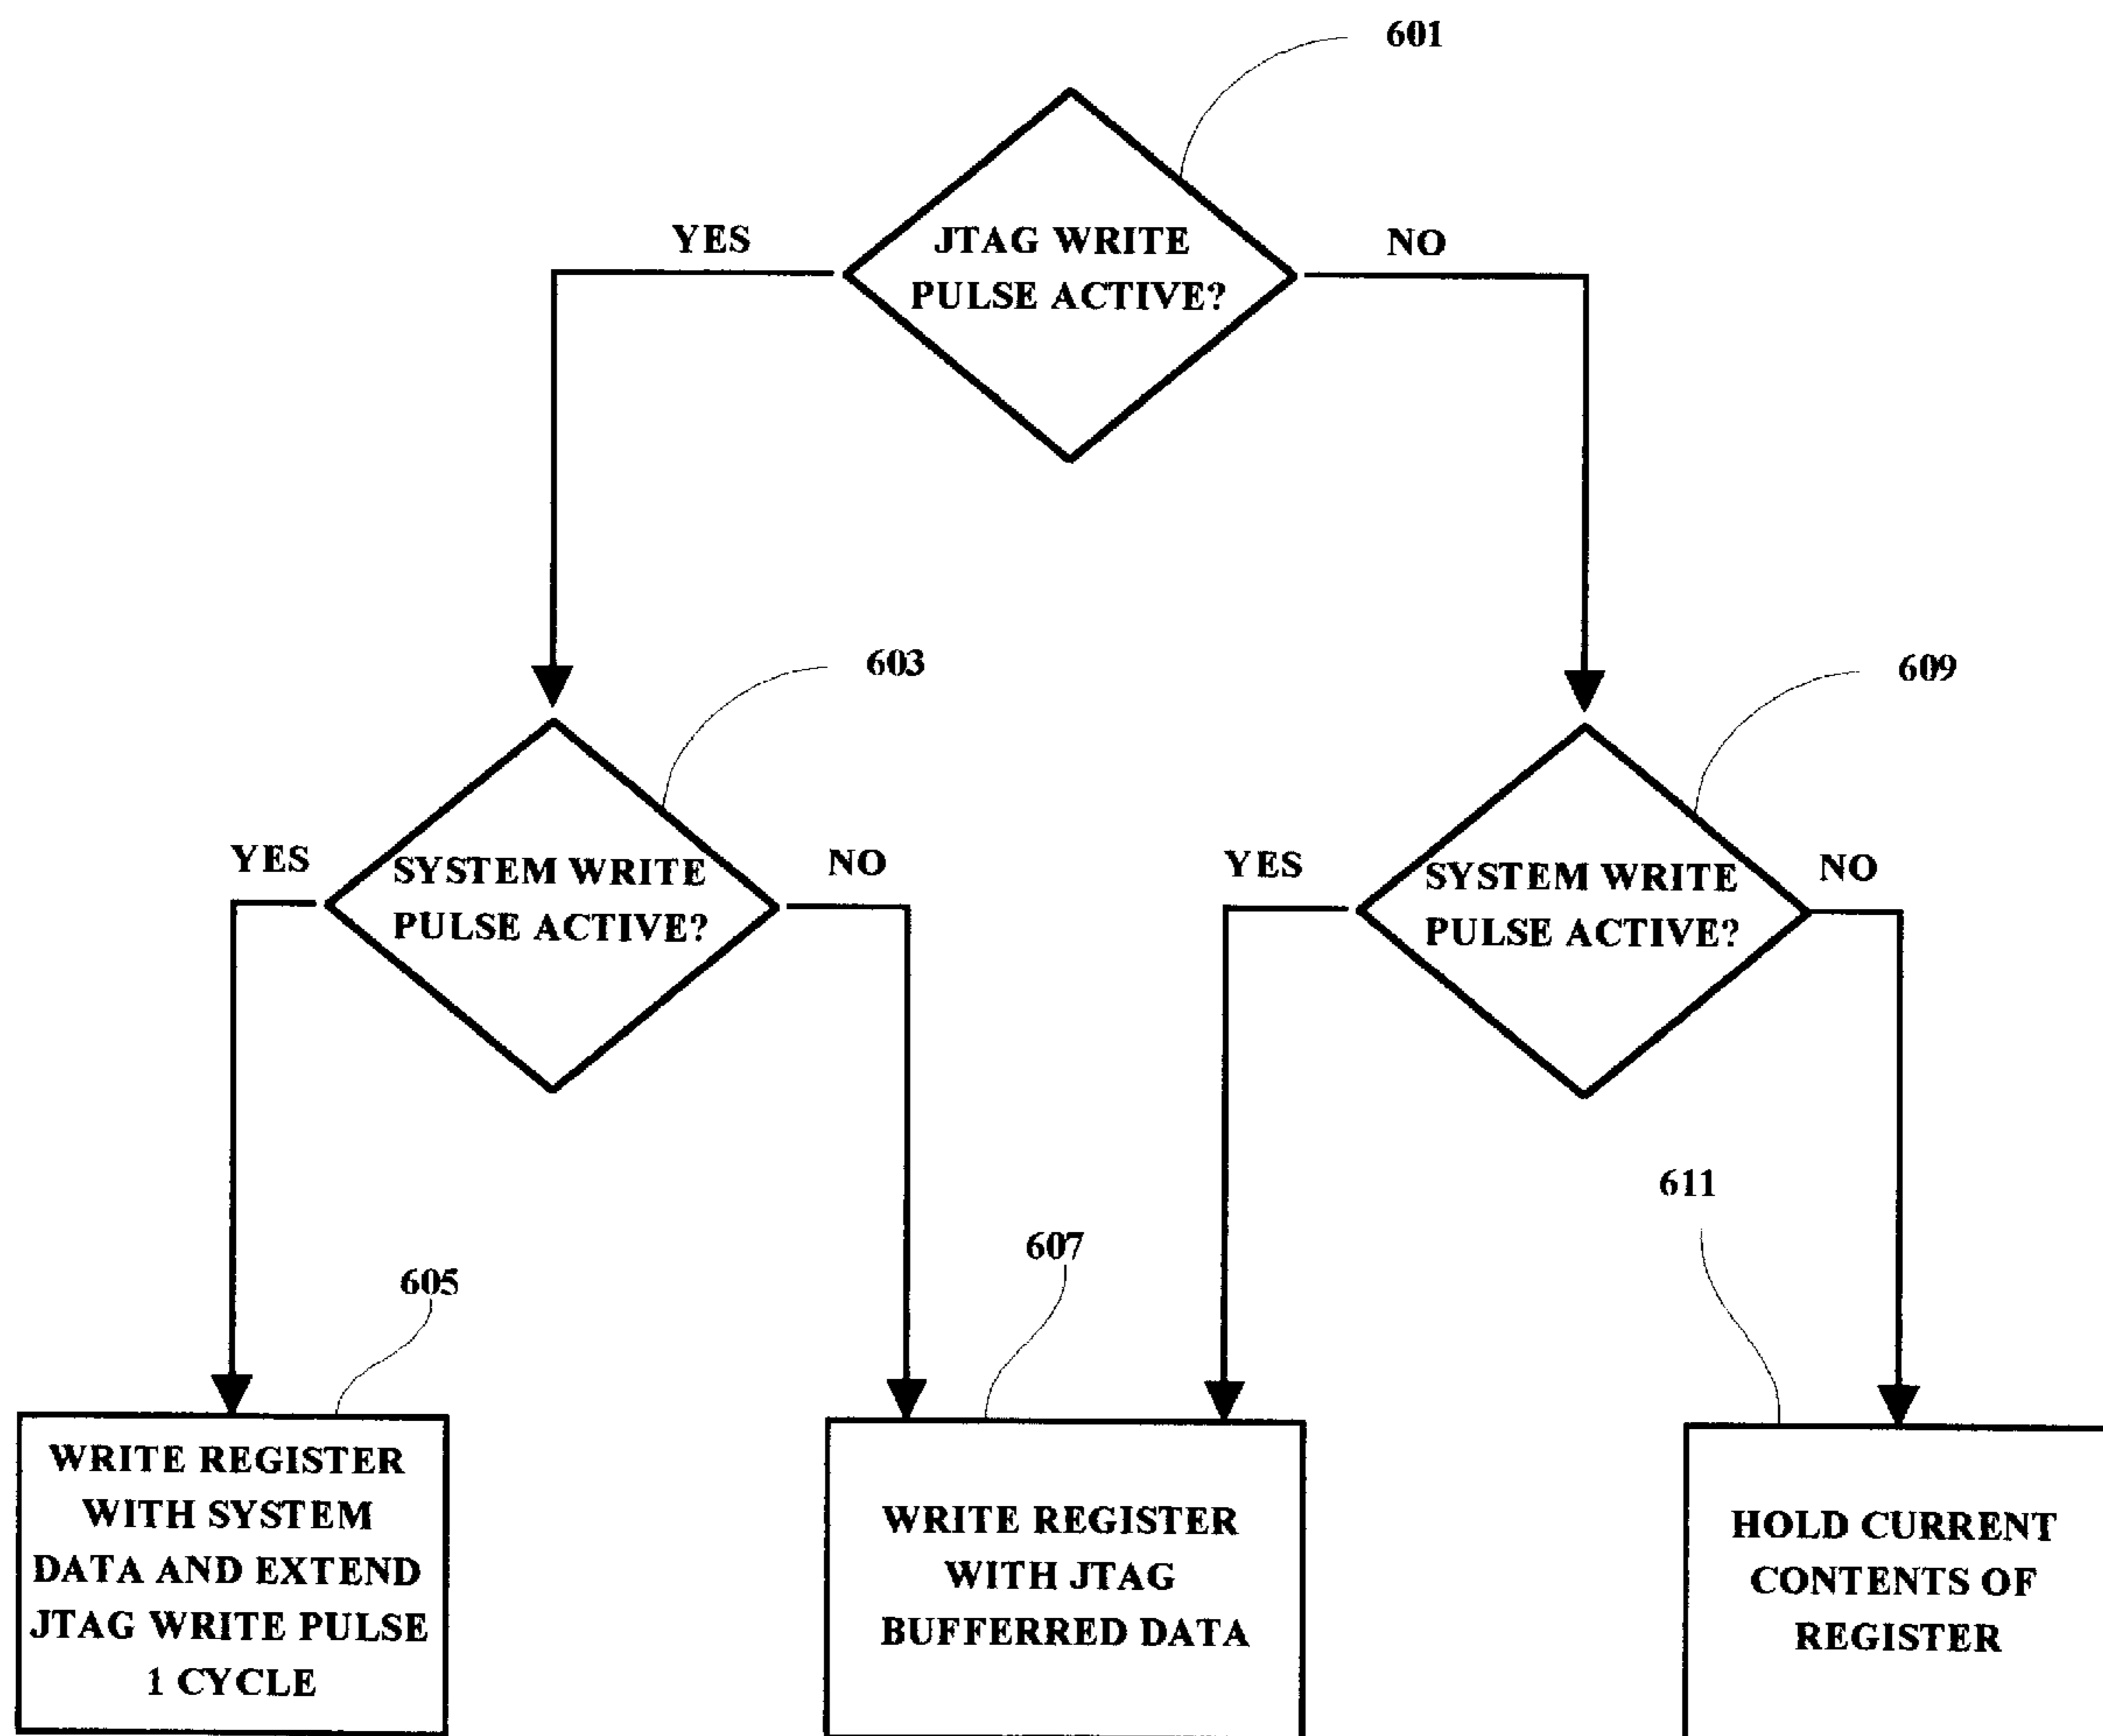 601
JTAG WRITE
PULSE ACTIVE?
YES
NO
603
609
SYSTEM WRITE
PULSE ACTIVE?
YES
NO
SYSTEM WRITE
PULSE ACTIVE?
YES
NO
611
607
605
WRITE REGISTER
WITH SYSTEM
DATA AND EXTEND
JTAG WRITE PULSE
1 CYCLE
WRITE REGISTER
WITH JTAG
BUFFERRED DATA
HOLD CURRENT
CONTENTS OF
REGISTER